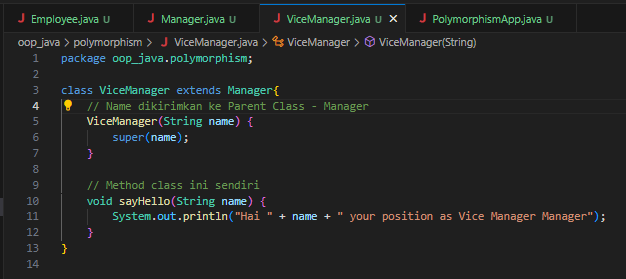 J Employee.java U J Manager.java U J ViceManager.java U × J PolymorphismApp.java U
oop_java > polymorphism > J ViceManager.java > ViceManager > ViceManager(String)
1 package oop_java.polymorphism;
2
3 class ViceManager extends Manager{
4 // Name dikirimkan ke Parent Class - Manager
5 ViceManager(String name) {
6 super(name);
7 }
8
9 // Method class ini sendiri
10 void sayHello(String name) {
11 System.out.println("Hai " + name + " your position as Vice Manager Manager");
12 }
13 }
14